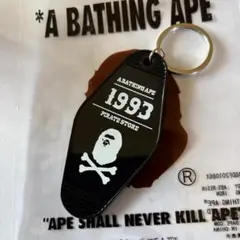 *A BATHING APE
A BATHING APE
1993
PIRATE STORE
®
"APE SHALL NEVER KILL APE